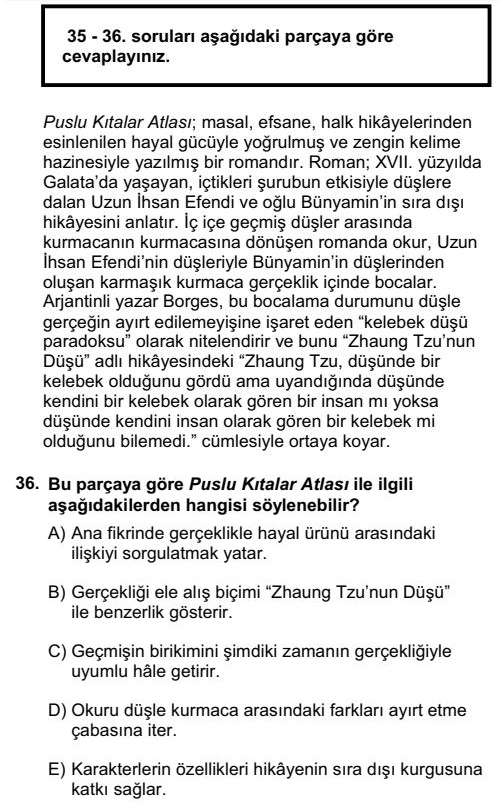 35 - 36. soruları aşağıdaki parçaya göre
cevaplayınız.
Puslu Kıtalar Atlası; masal, efsane, halk hikâyelerinden
esinlenilen hayal gücüyle yoğrulmuş ve zengin kelime
hazinesiyle yazılmış bir romandır. Roman; XVII. yüzyılda
Galata’da yaşayan, içtikleri şurubun etkisiyle düşlere
dalan Uzun İhsan Efendi ve oğlu Bünyamin’in sıra dışı
hikâyesini anlatır. İç içe geçmiş düşler arasında
kurmacanın kurmacasına dönüşen romanda okur, Uzun
İhsan Efendi’nin düşleriyle Bünyamin’in düşlerinden
oluşan karmaşık kurmaca gerçeklik içinde bocalar.
Arjantinli yazar Borges, bu bocalama durumunu düşle
gerçeğin ayırt edilemeyişine işaret eden “kelebek düşü
paradoksu” olarak nitelendirir ve bunu “Zhaung Tzu’nun
Düşü” adlı hikâyesindeki “Zhaung Tzu, düşünde bir
kelebek olduğunu gördü ama uyandığında düşünde
kendini bir kelebek olarak gören bir insan mı yoksa
düşünde kendini insan olarak gören bir kelebek mi
olduğunu bilemedi.” cümlesiyle ortaya koyar.
36. Bu parçaya göre Puslu Kıtalar Atlası ile ilgili
aşağıdakilerden hangisi söylenebilir?
A) Ana fikrinde gerçeklikle hayal ürünü arasındaki
ilişkiyi sorgulatmak yatar.
B) Gerçekliği ele alış biçimi “Zhaung Tzu’nun Düşü”
ile benzerlik gösterir.
C) Geçmişin birikimini şimdiki zamanın gerçekliğiyle
uyumlu hâle getirir.
D) Okuru düşle kurmaca arasındaki farkları ayırt etme
çabasına iter.
E) Karakterlerin özellikleri hikâyenin sıra dışı kurgusuna
katkı sağlar.